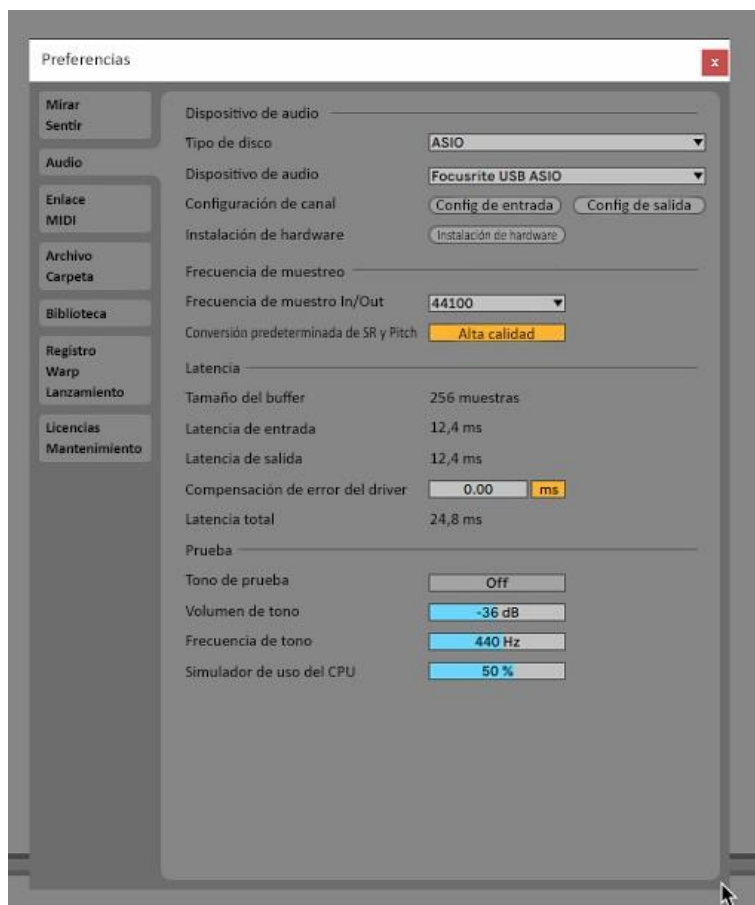 Preferencias
x
Mirar
Sentir
Audio
Enlace
MIDI
Archivo
Carpeta
Biblioteca
Registro
Warp
Lanzamiento
Licencias
Mantenimiento
Dispositivo de audio
Tipo de disco ASIO
Dispositivo de audio Focusrite USB ASIO
Configuración de canal Config de entrada Config de salida
Instalación de hardware Instalación de hardware
Frecuencia de muestreo
Frecuencia de muestro In/Out 44100
Conversión predeterminada de SR y Pitch Alta calidad
Latencia
Tamaño del buffer 256 muestras
Latencia de entrada 12,4 ms
Latencia de salida 12,4 ms
Compensación de error del driver 0.00 ms
Latencia total 24,8 ms
Prueba
Tono de prueba Off
Volumen de tono -36 dB
Frecuencia de tono 440 Hz
Simulador de uso del CPU 50 %